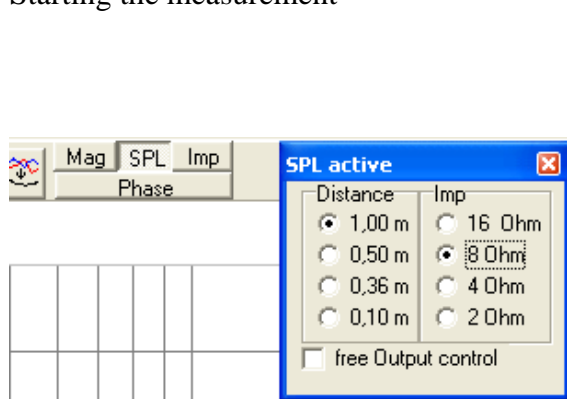 Starting the measurement
Mag SPL Imp
Phase
SPL active
Distance Imp
1,00 m 16 Ohm
0,50 m 8 Ohm
0,36 m 4 Ohm
0,10 m 2 Ohm
free Output control